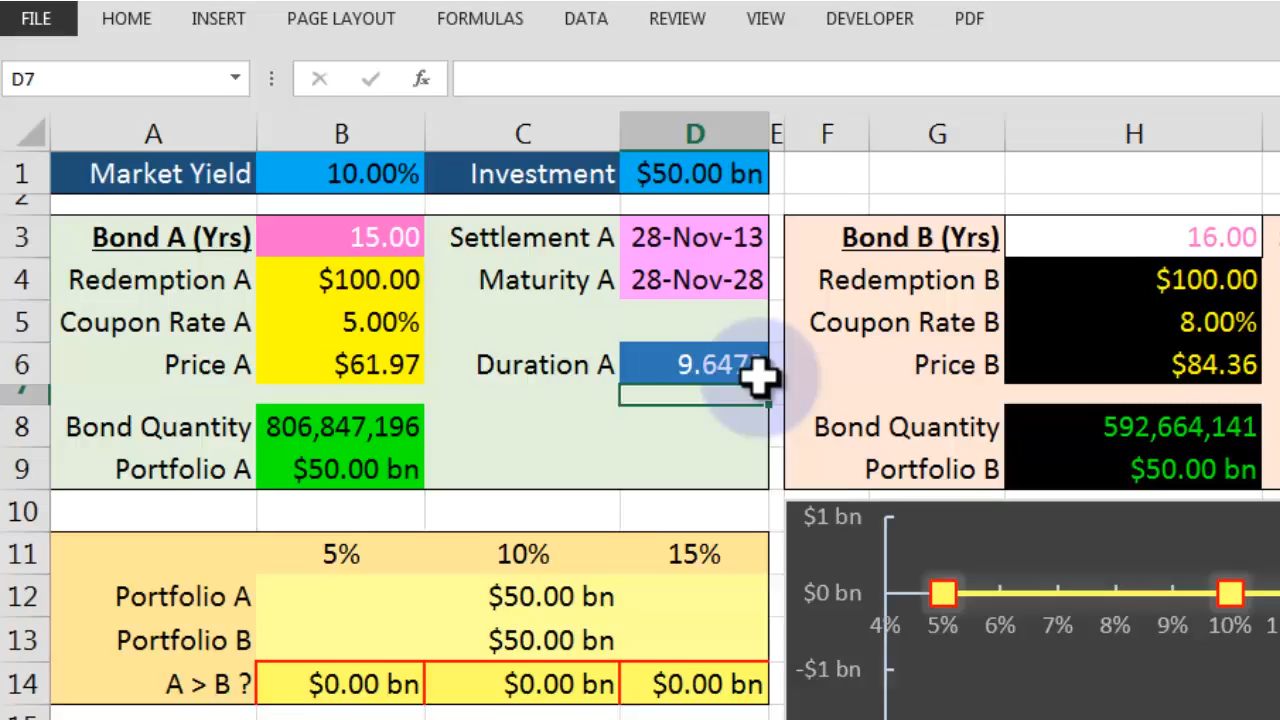 FILE HOME INSERT PAGE LAYOUT FORMULAS DATA REVIEW VIEW DEVELOPER PDF
D7 fx
A B C D E F G H
1 Market Yield 10.00% Investment $50.00 bn
2
3 Bond A (Yrs) 15.00 Settlement A 28-Nov-13 Bond B (Yrs) 16.00
4 Redemption A $100.00 Maturity A 28-Nov-28 Redemption B $100.00
5 Coupon Rate A 5.00% Coupon Rate B 8.00%
6 Price A $61.97 Duration A 9.647 Price B $84.36
7
8 Bond Quantity 806,847,196 Bond Quantity 592,664,141
9 Portfolio A $50.00 bn Portfolio B $50.00 bn
10
11 5% 10% 15%
12 Portfolio A $50.00 bn
13 Portfolio B $50.00 bn
14 A > B ? $0.00 bn $0.00 bn $0.00 bn
$1 bn
$0 bn
4% 5% 6% 7% 8% 9% 10% 1
-$1 bn